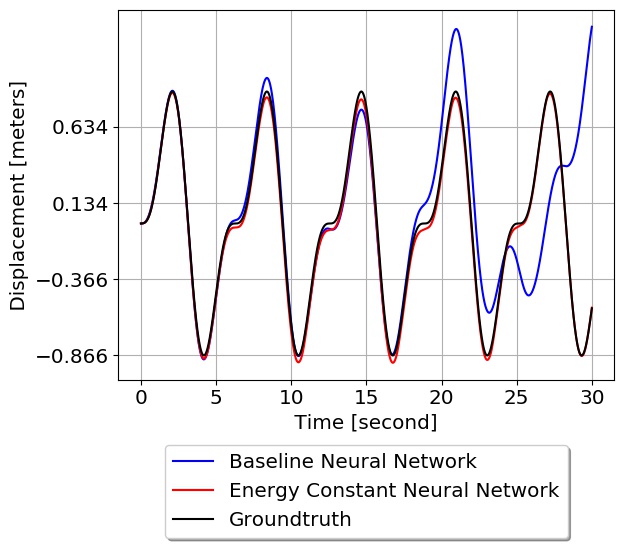 Displacement [meters]
0.634
0.134
−0.366
−0.866
0 5 10 15 20 25 30
Time [second]
Baseline Neural Network
Energy Constant Neural Network
Groundtruth